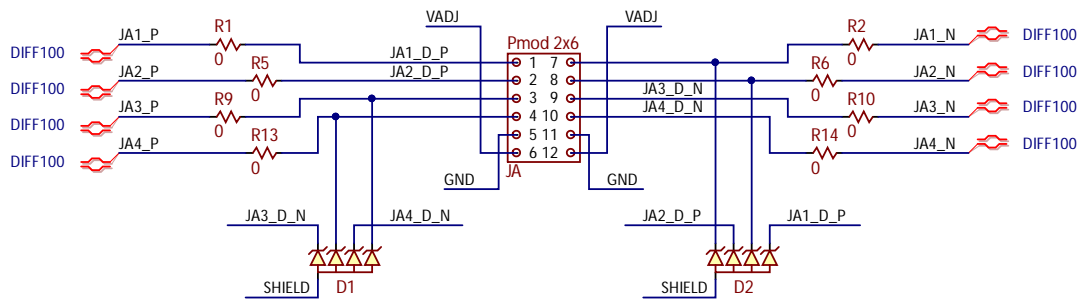 VADJ VADJ
JA1_P R1 Pmod 2x6 R2 JA1_N
DIFF100 0 JA1_D_P 1 7 0 DIFF100
JA2_P R5 JA2_D_P 2 8 R6 JA2_N
DIFF100 0 JA3_D_N 0 DIFF100
JA3_P R9 3 9 R10 JA3_N
DIFF100 0 JA4_D_N 0 DIFF100
4 10
JA4_P R13 5 11 R14 JA4_N
DIFF100 0 6 12 0 DIFF100
JA
GND GND
JA3_D_N JA4_D_N JA2_D_P JA1_D_P
SHIELD D1 SHIELD D2